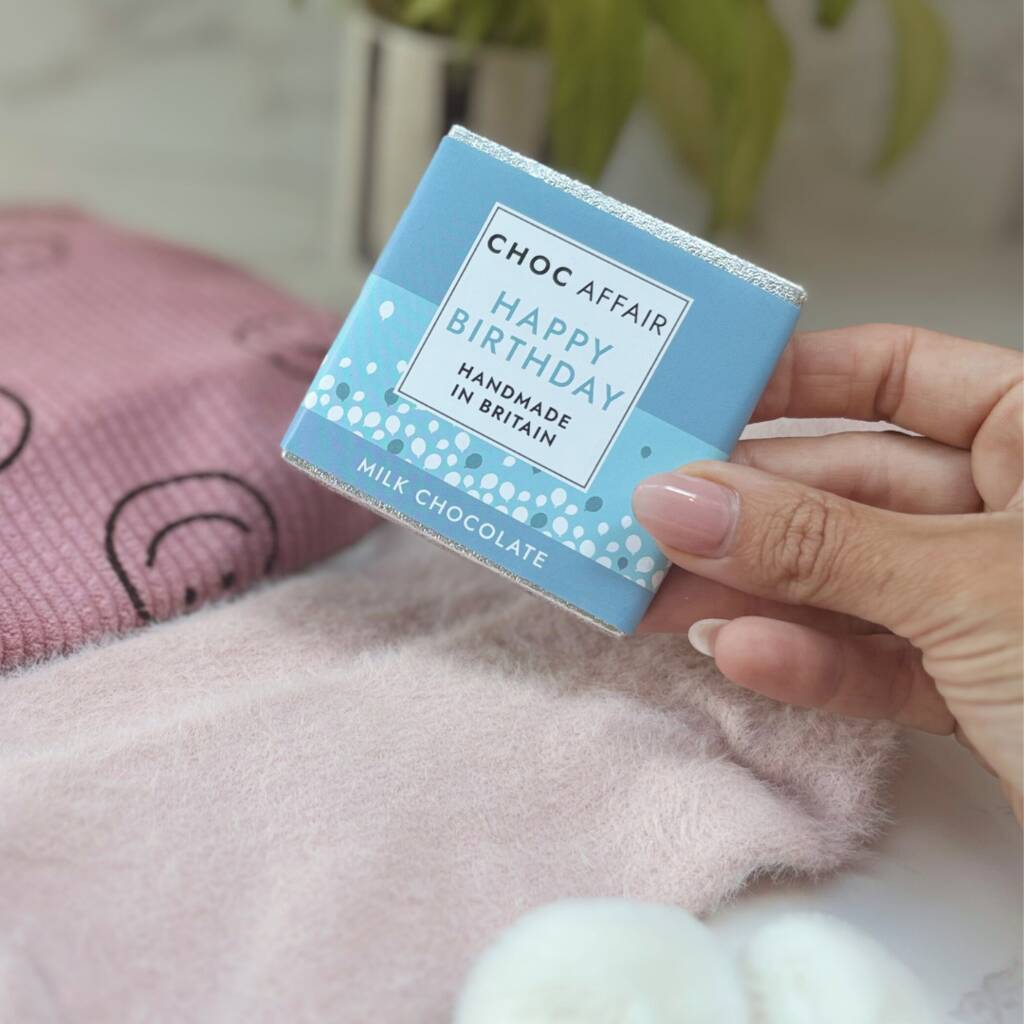 CHOC AFFAIR
HAPPY
BIRTHDAY
HANDMADE
IN BRITAIN
MILK CHOCOLATE